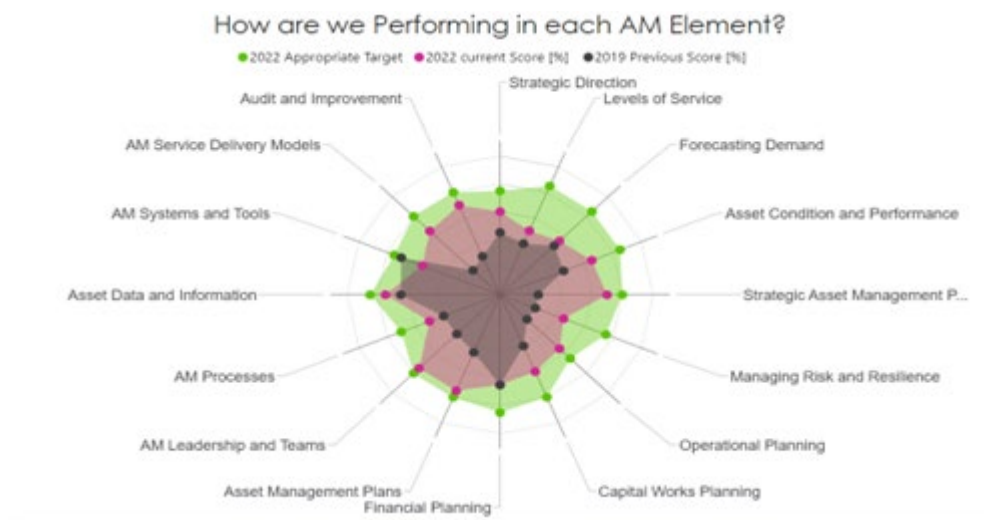 How are we Performing in each AM Element?
2022 Appropriate Target 2022 current Score [%] 2019 Previous Score [%]
Strategic Direction
Audit and Improvement
Levels of Service
AM Service Delivery Models
Forecasting Demand
AM Systems and Tools
Asset Condition and Performance
Asset Data and Information
Strategic Asset Management P...
AM Processes
Managing Risk and Resilience
AM Leadership and Teams
Operational Planning
Asset Management Plans
Capital Works Planning
Financial Planning